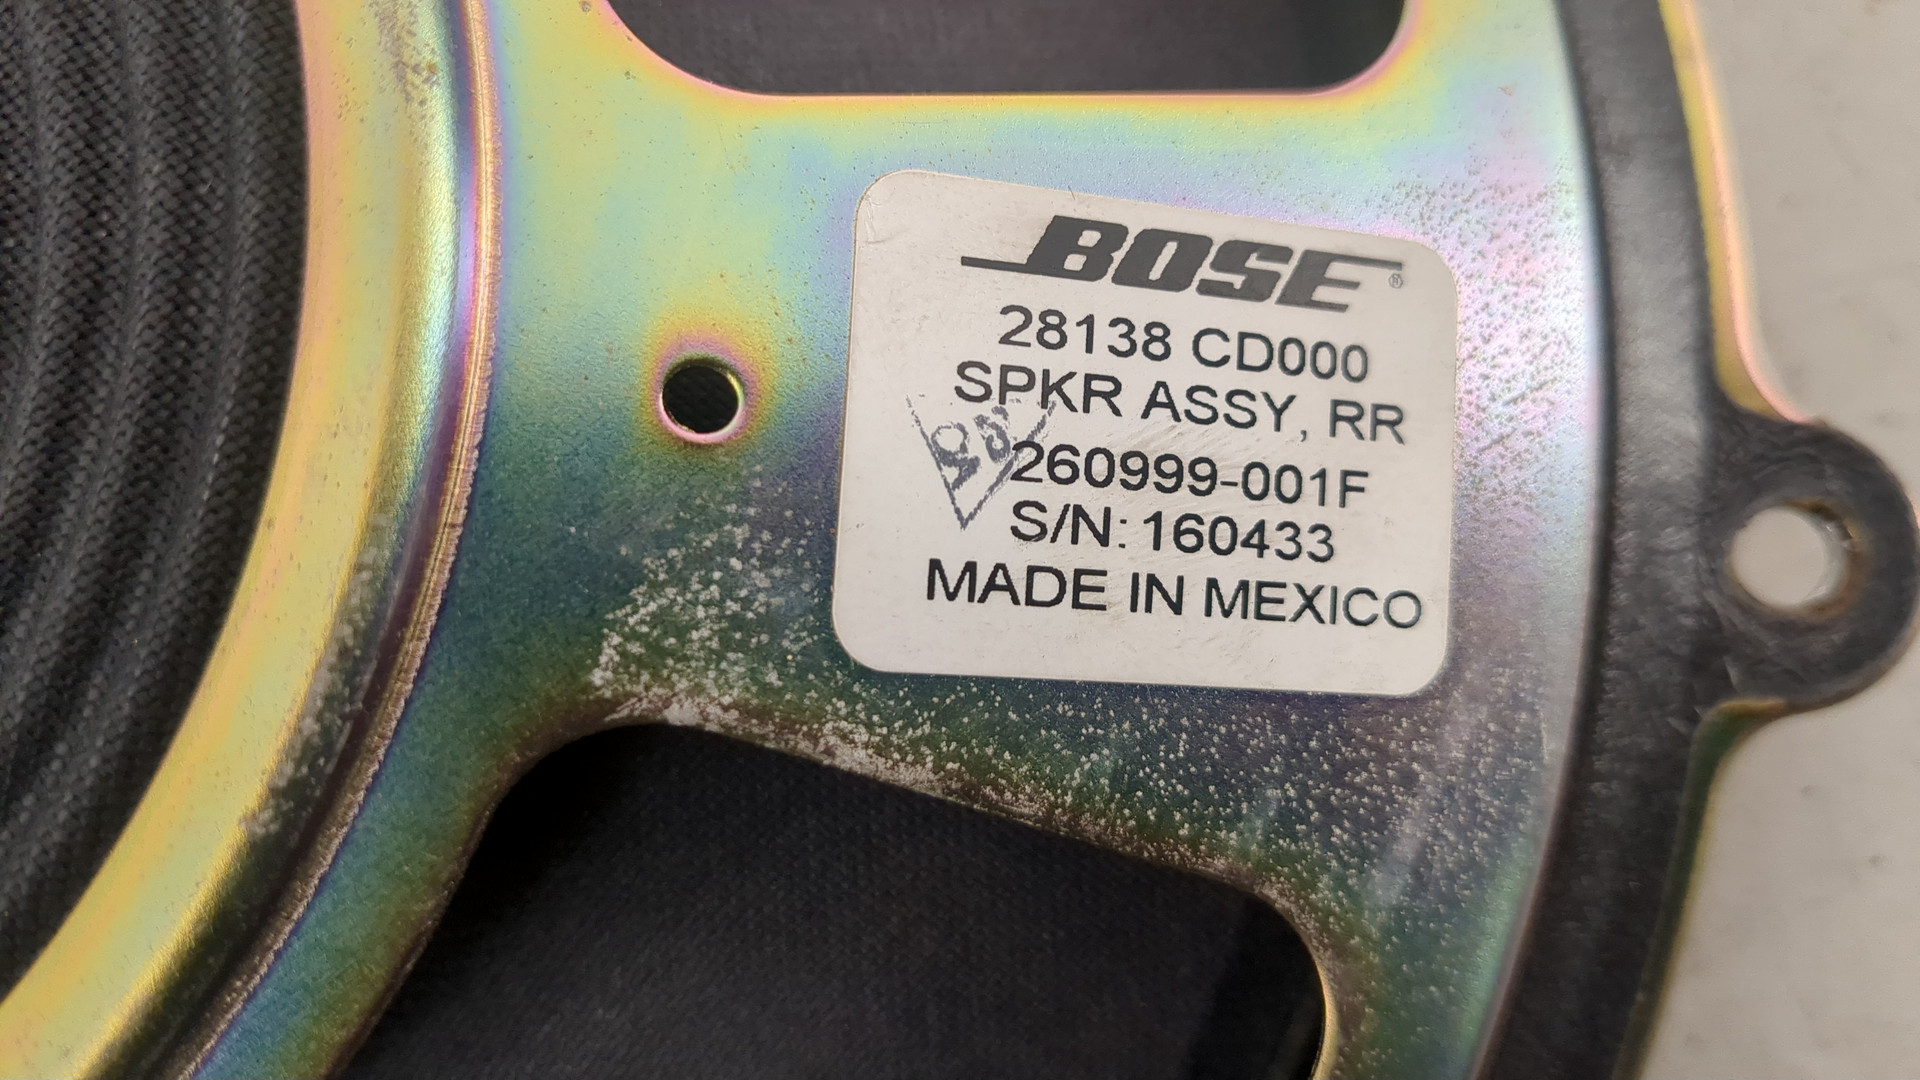 BOSE®
28138 CD000
SPKR ASSY, RR
260999-001F
S/N: 160433
MADE IN MEXICO